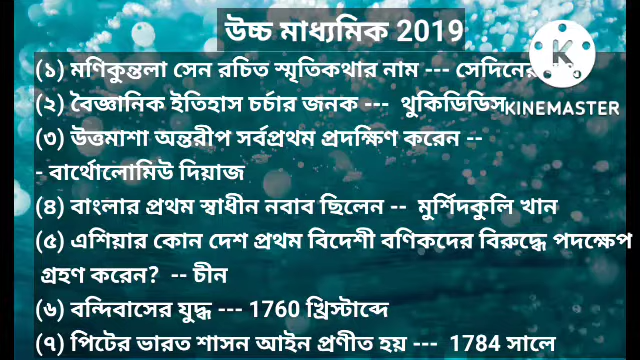 উচ্চ মাধ্যমিক 2019
(১) মণিকুন্তলা সেন রচিত স্মৃতিকথার নাম --- সেদিনের
(২) বৈজ্ঞানিক ইতিহাস চর্চার জনক --- থুকিডিডিস
KINEMASTER
(৩) উত্তমাশা অন্তরীপ সর্বপ্রথম প্রদক্ষিণ করেন --
- বার্থোলোমিউ দিয়াজ
(৪) বাংলার প্রথম স্বাধীন নবাব ছিলেন -- মুর্শিদকুলি খান
(৫) এশিয়ার কোন দেশ প্রথম বিদেশী বণিকদের বিরুদ্ধে পদক্ষেপ
গ্রহণ করেন? -- চীন
(৬) বন্দিবাসের যুদ্ধ --- 1760 খ্রিস্টাব্দে
(৭) পিটের ভারত শাসন আইন প্রণীত হয় --- 1784 সালে